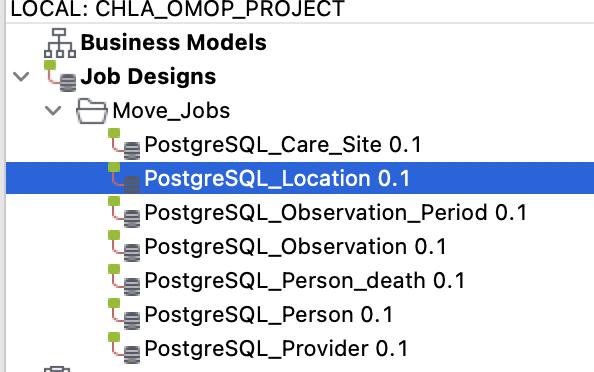 LOCAL: CHLA_OMOP_PROJECT
Business Models
Job Designs
Move_Jobs
PostgreSQL_Care_Site 0.1
PostgreSQL_Location 0.1
PostgreSQL_Observation_Period 0.1
PostgreSQL_Observation 0.1
PostgreSQL_Person_death 0.1
PostgreSQL_Person 0.1
PostgreSQL_Provider 0.1